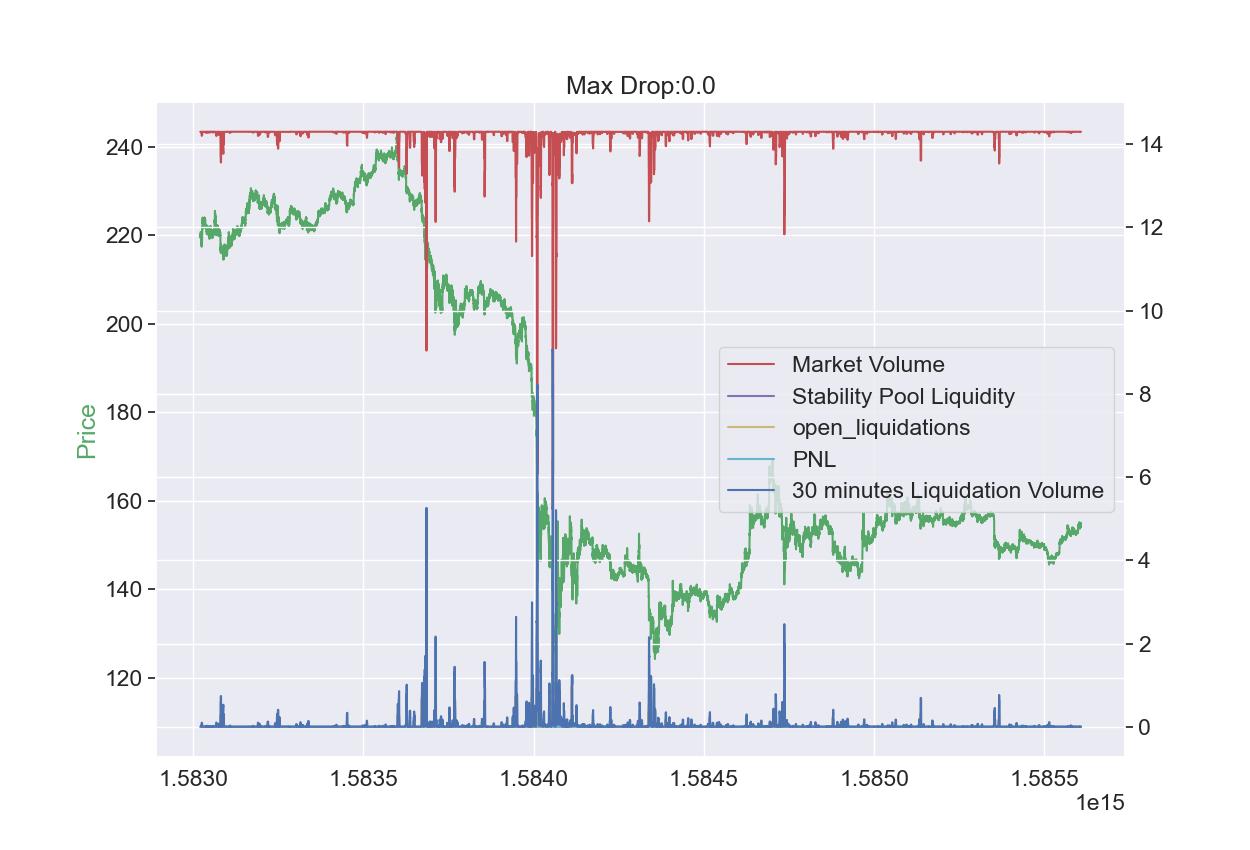 Max Drop:0.0
Price
240
220
200
180
160
140
120
14
12
10
8
6
4
2
0
Market Volume
Stability Pool Liquidity
open_liquidations
PNL
30 minutes Liquidation Volume
1.5830 1.5835 1.5840 1.5845 1.5850 1.5855
1e15